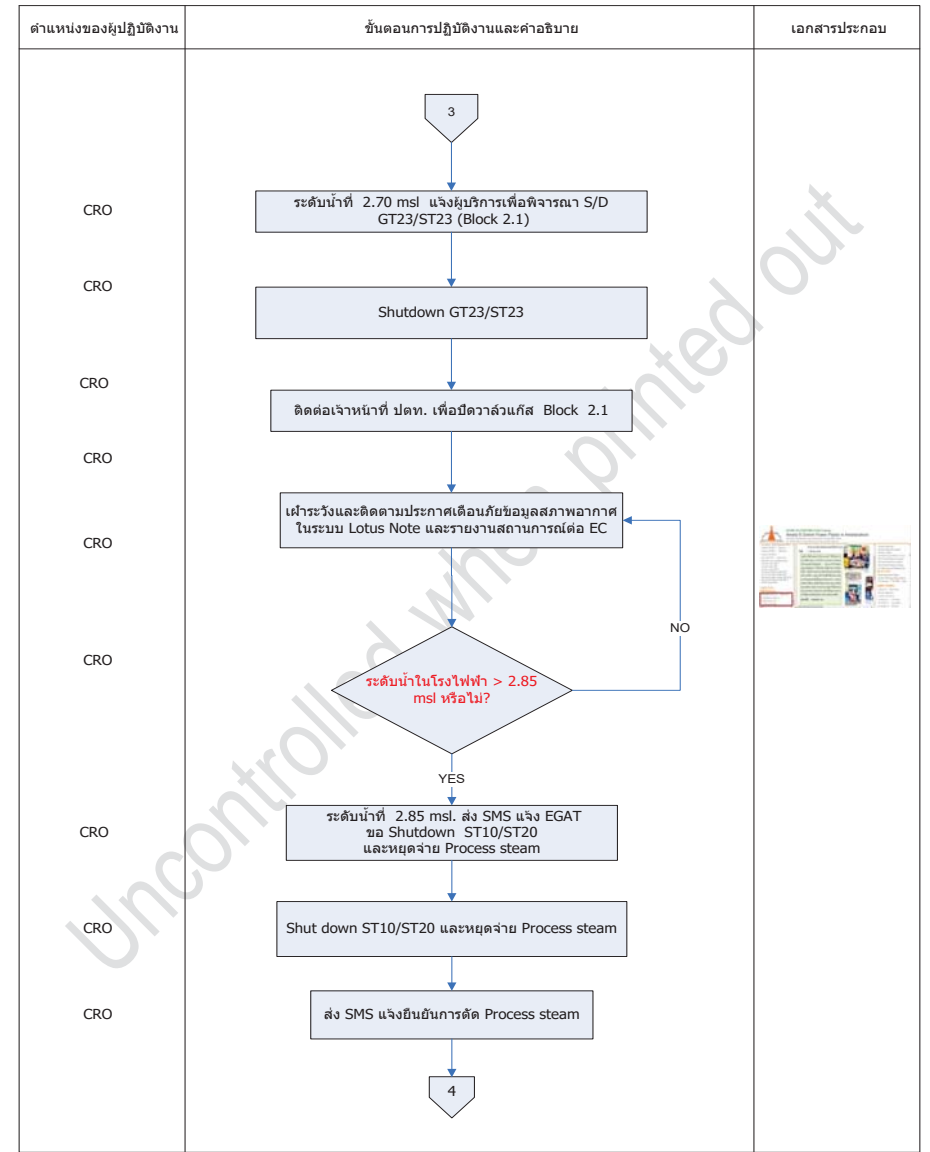 ตำแหน่งของผู้ปฏิบัติงาน
ขั้นตอนการปฏิบัติงานและคำอธิบาย
เอกสารประกอบ
3
CRO
ระดับน้ำที่ 2.70 msl แจ้งผู้บริการเพื่อพิจารณา S/D
GT23/ST23 (Block 2.1)
CRO
Shutdown GT23/ST23
CRO
ติดต่อเจ้าหน้าที่ ปตท. เพื่อปิดวาล์วแก๊ส Block 2.1
CRO
เฝ้าระวังและติดตามประกาศเตือนภัยข้อมูลสภาพอากาศ
ในระบบ Lotus Note และรายงานสถานการณ์ต่อ EC
CRO
NO
CRO
ระดับน้ำในโรงไฟฟ้า > 2.85
msl หรือไม่?
YES
CRO
ระดับน้ำที่ 2.85 msl. ส่ง SMS แจ้ง EGAT
ขอ Shutdown ST10/ST20
และหยุดจ่าย Process steam
CRO
Shut down ST10/ST20 และหยุดจ่าย Process steam
CRO
ส่ง SMS แจ้งยืนยันการตัด Process steam
4
Uncontrolled when printed out